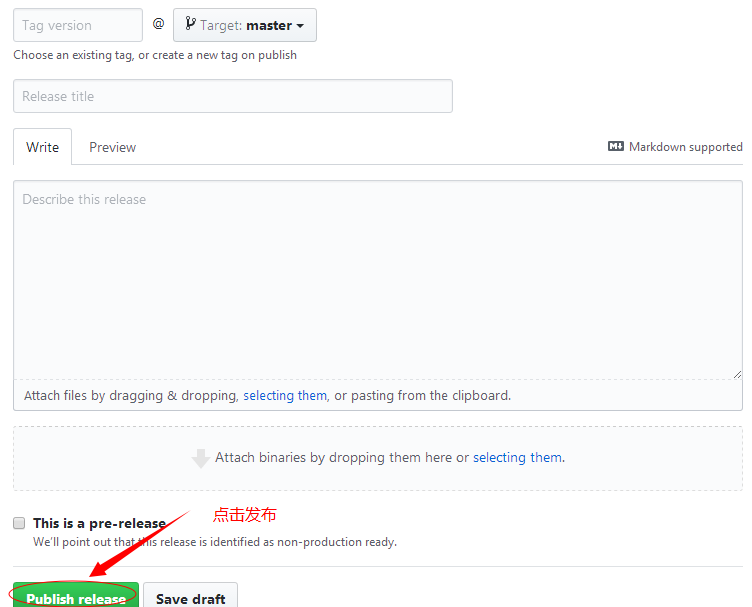 Tag version @ Target: master
Choose an existing tag, or create a new tag on publish
Release title
Write Preview Markdown supported
Describe this release
Attach files by dragging & dropping, selecting them, or pasting from the clipboard.
Attach binaries by dropping them here or selecting them.
This is a pre-release 点击发布
We'll point out that this release is identified as non-production ready.
Publish release Save draft